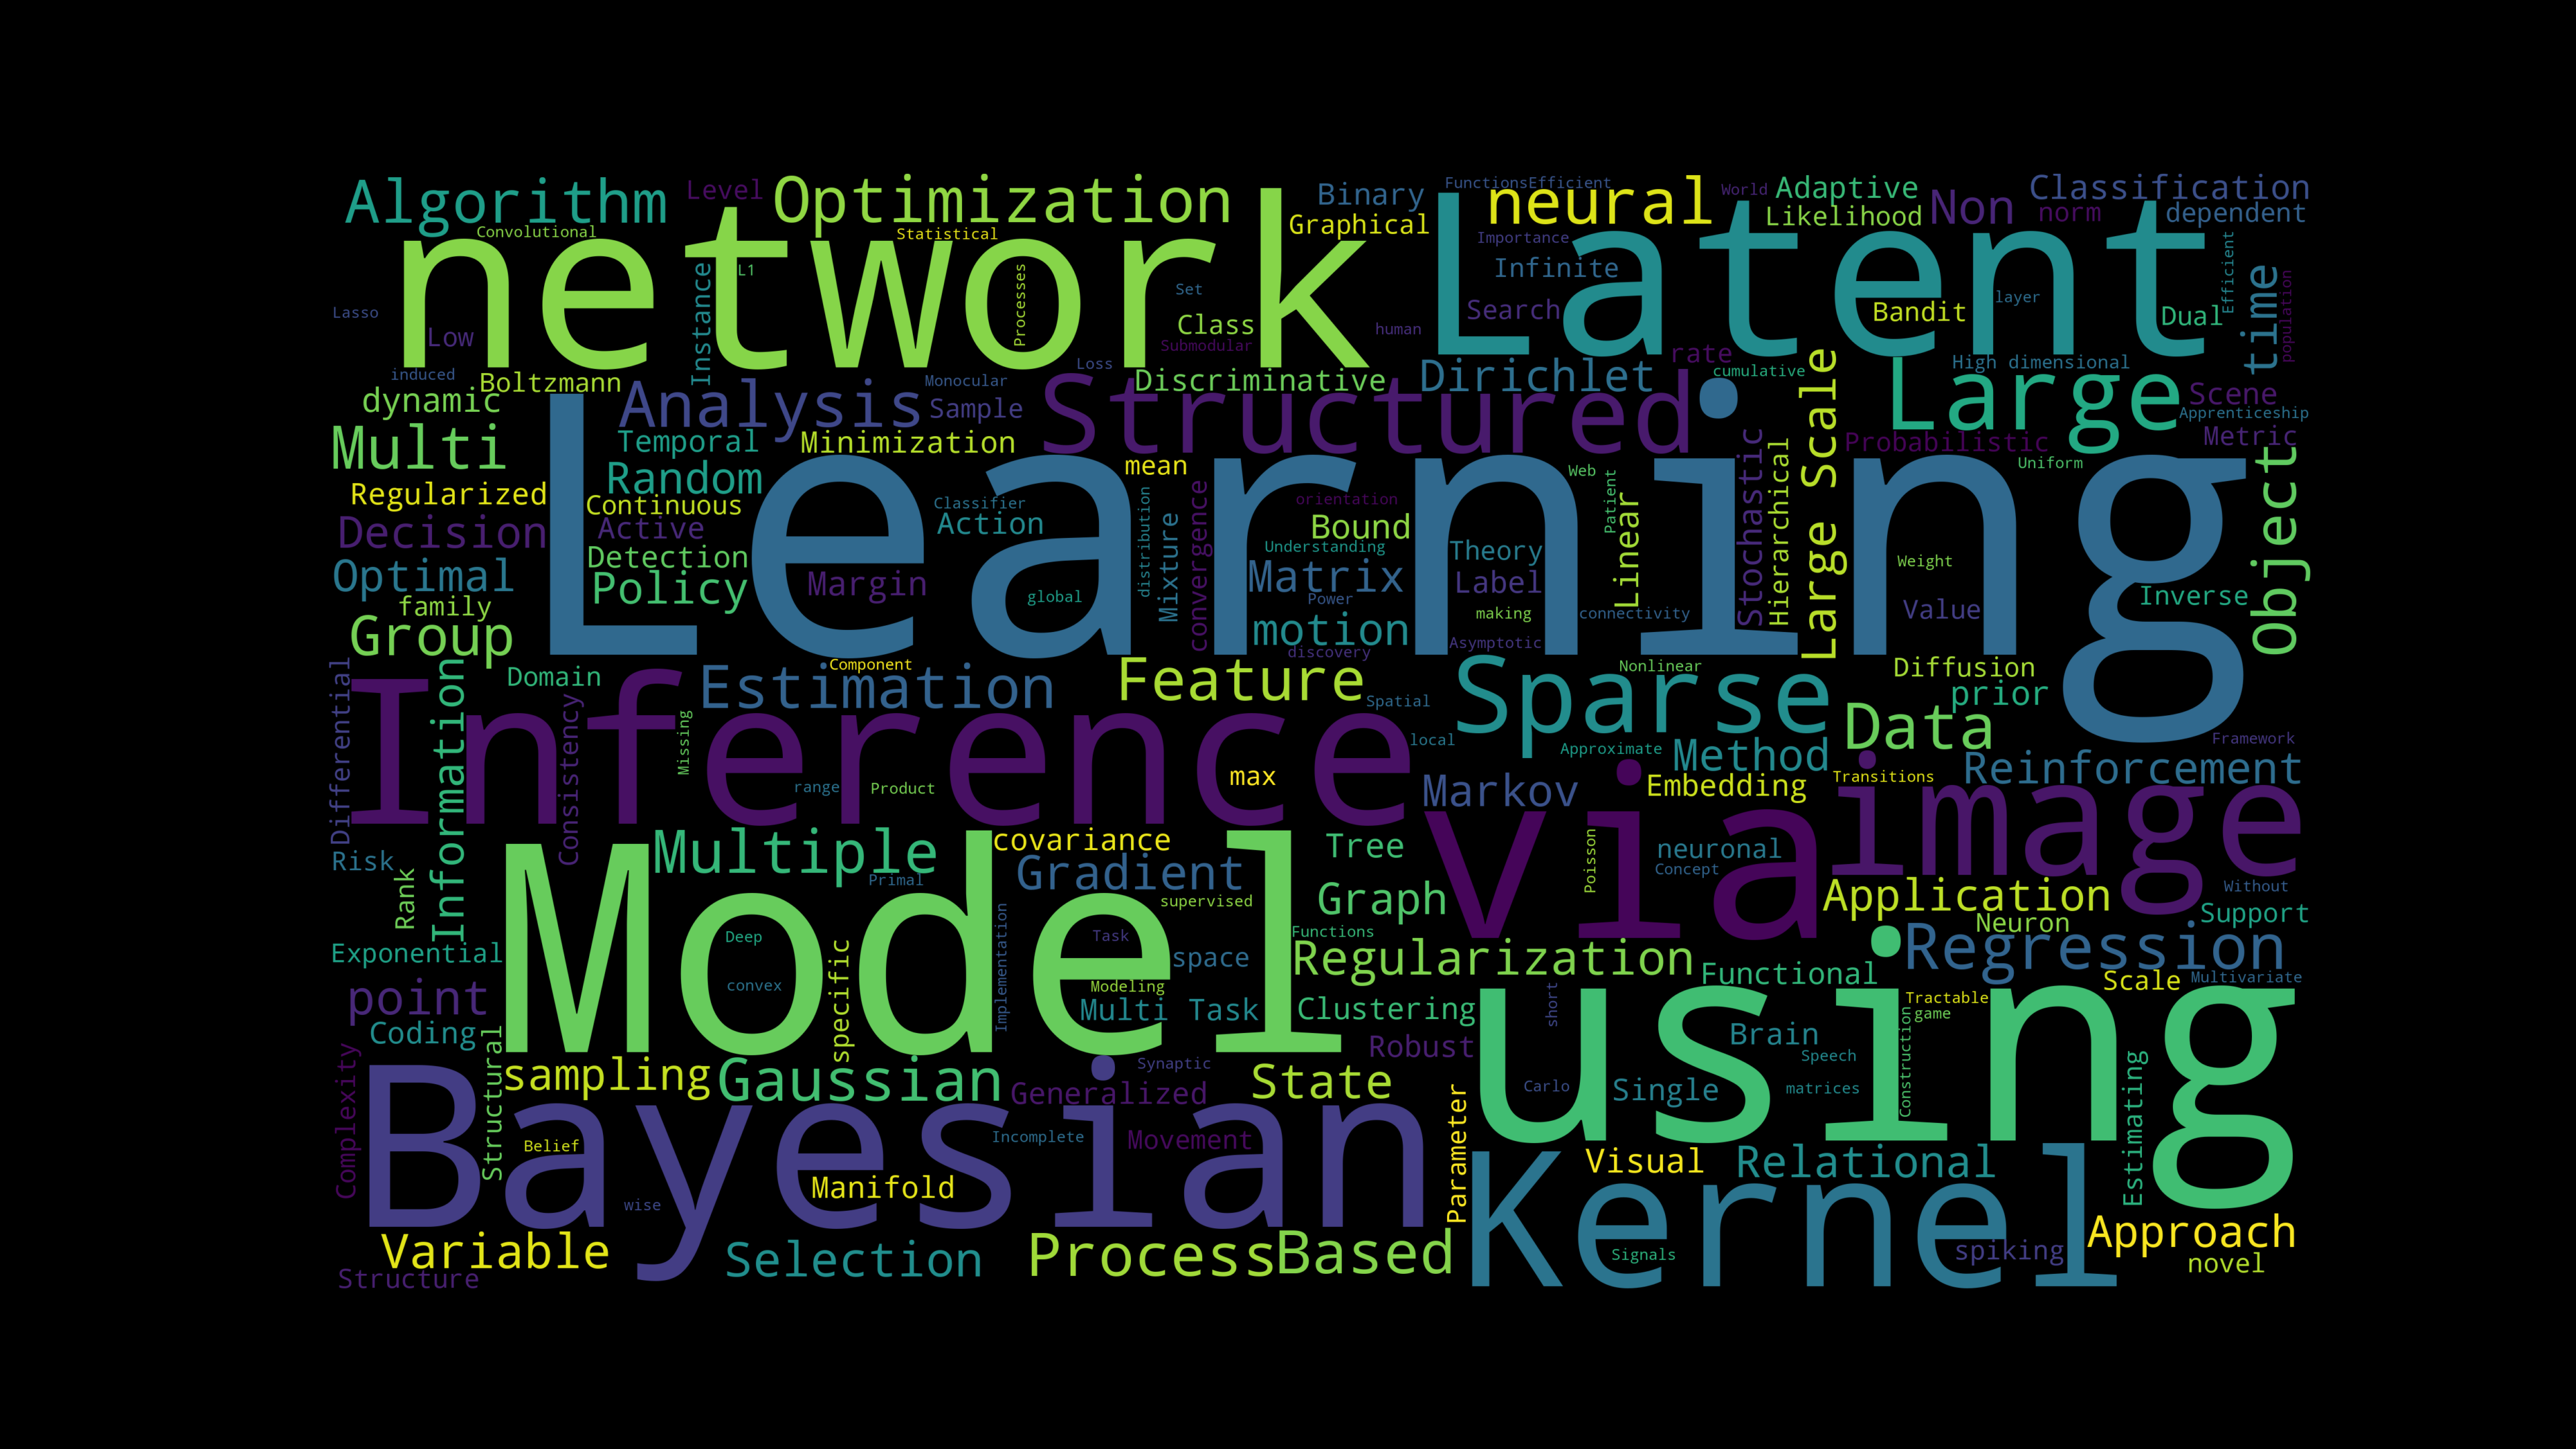 Algorithm
Level
Optimization
Binary
FunctionsEfficient
neural
World
Adaptive
Non
Classification
Convolutional
Statistical
Graphical
Likelihood
norm
dependent
network
Latent
Importance
Infinite
Search
Instance
L1
Processes
Set
Class
Submodular
human
Bandit
layer
Dual
Efficient
time
population
Lasso
Low
induced
Boltzmann
Analysis
Monocular
Sample
Loss
Discriminative
Structured
Dirichlet
rate
cumulative
High dimensional
Large
Scene
Apprenticeship
Metric
dynamic
Multi
Temporal
Minimization
Random
mean
Large Scale
Probabilistic
Uniform
Learning
Regularized
Continuous
Classifier
Decision
Active
Action
distribution
Mixture
convergence
orientation
Bound
Understanding
Web
Patient
Linear
Theory
Stochastic
Hierarchical
Weight
Object
Optimal
Detection
Policy
Margin
global
Matrix
Power
Label
making
connectivity
Value
Inverse
family
Group
motion
discovery
Asymptotic
Domain
Component
Estimation
Feature
Spatial
Sparse
Nonlinear
Diffusion
prior
Differential
Information
Consistency
Inference
Missing
local
Approximate
Method
Data
Framework
range
Product
max
Markov
Embedding
Transitions
Reinforcement
image
via
Risk
Rank
Multiple
covariance
Gradient
Primal
Tree
Graph
Poisson
neuronal
Concept
Application
Without
Support
Neuron
Model
supervised
Deep
convex
specific
Implementation
Task
space
Functions
Regularization
Functional
Regression
Scale
Multivariate
Exponential
point
Coding
Modeling
Multi Task
Clustering
short
using
Tractable
game
Construction
Brain
Speech
Robust
Complexity
Structural
sampling
Gaussian
Generalized
Synaptic
State
Carlo
Single
matrices
Estimating
Bayesian
Belief
Incomplete
Movement
Parameter
Visual
Relational
Kernel
Manifold
wise
Variable
Selection
Process
Based
Signals
spiking
Approach
novel
Structure